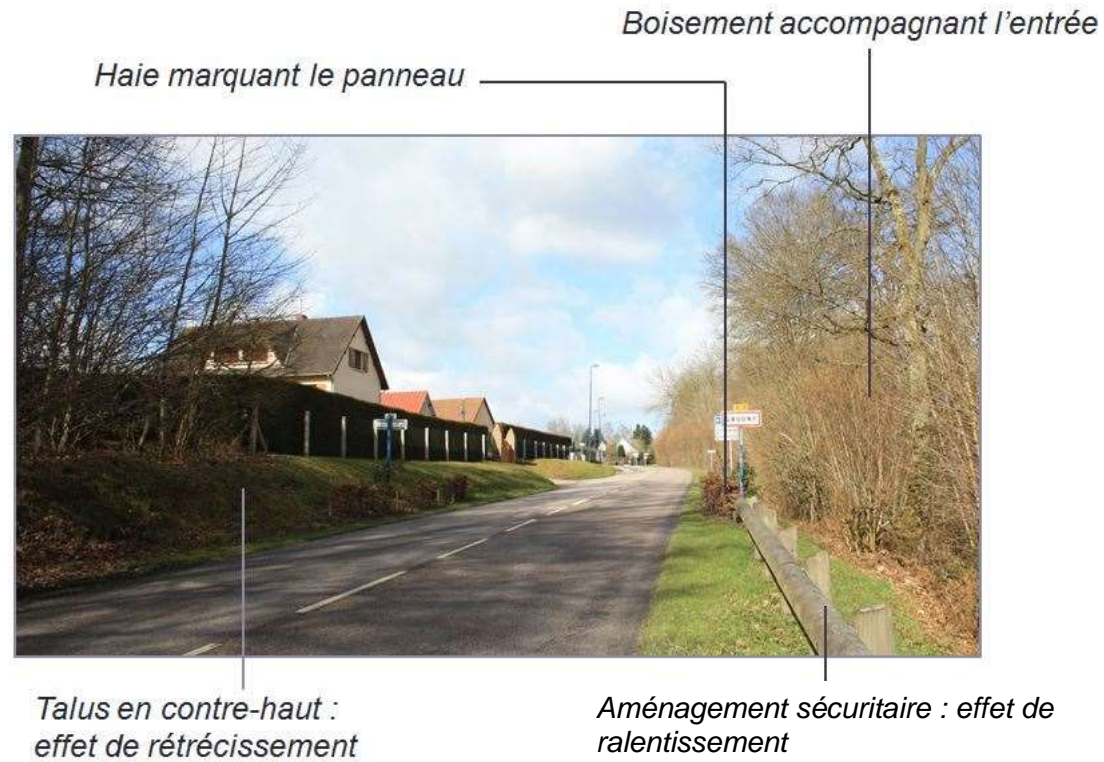 Boisement accompagnant l'entrée
Haie marquant le panneau
Talus en contre-haut :
effet de rétrécissement
Aménagement sécuritaire : effet de
ralentissement